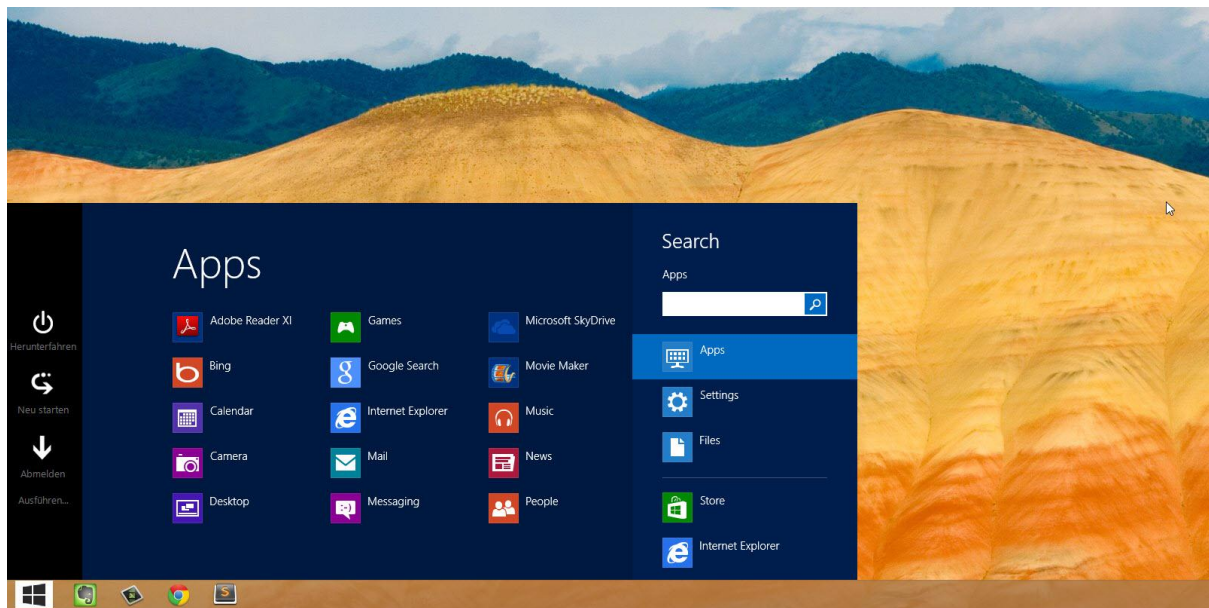 Herunterfahren
Neu starten
Abmelden
Ausführen...
Apps
Adobe Reader XI
Bing
Calendar
Camera
Desktop
Games
Google Search
Internet Explorer
Mail
Messaging
Microsoft SkyDrive
Movie Maker
Music
News
People
Search
Apps
Apps
Settings
Files
Store
Internet Explorer